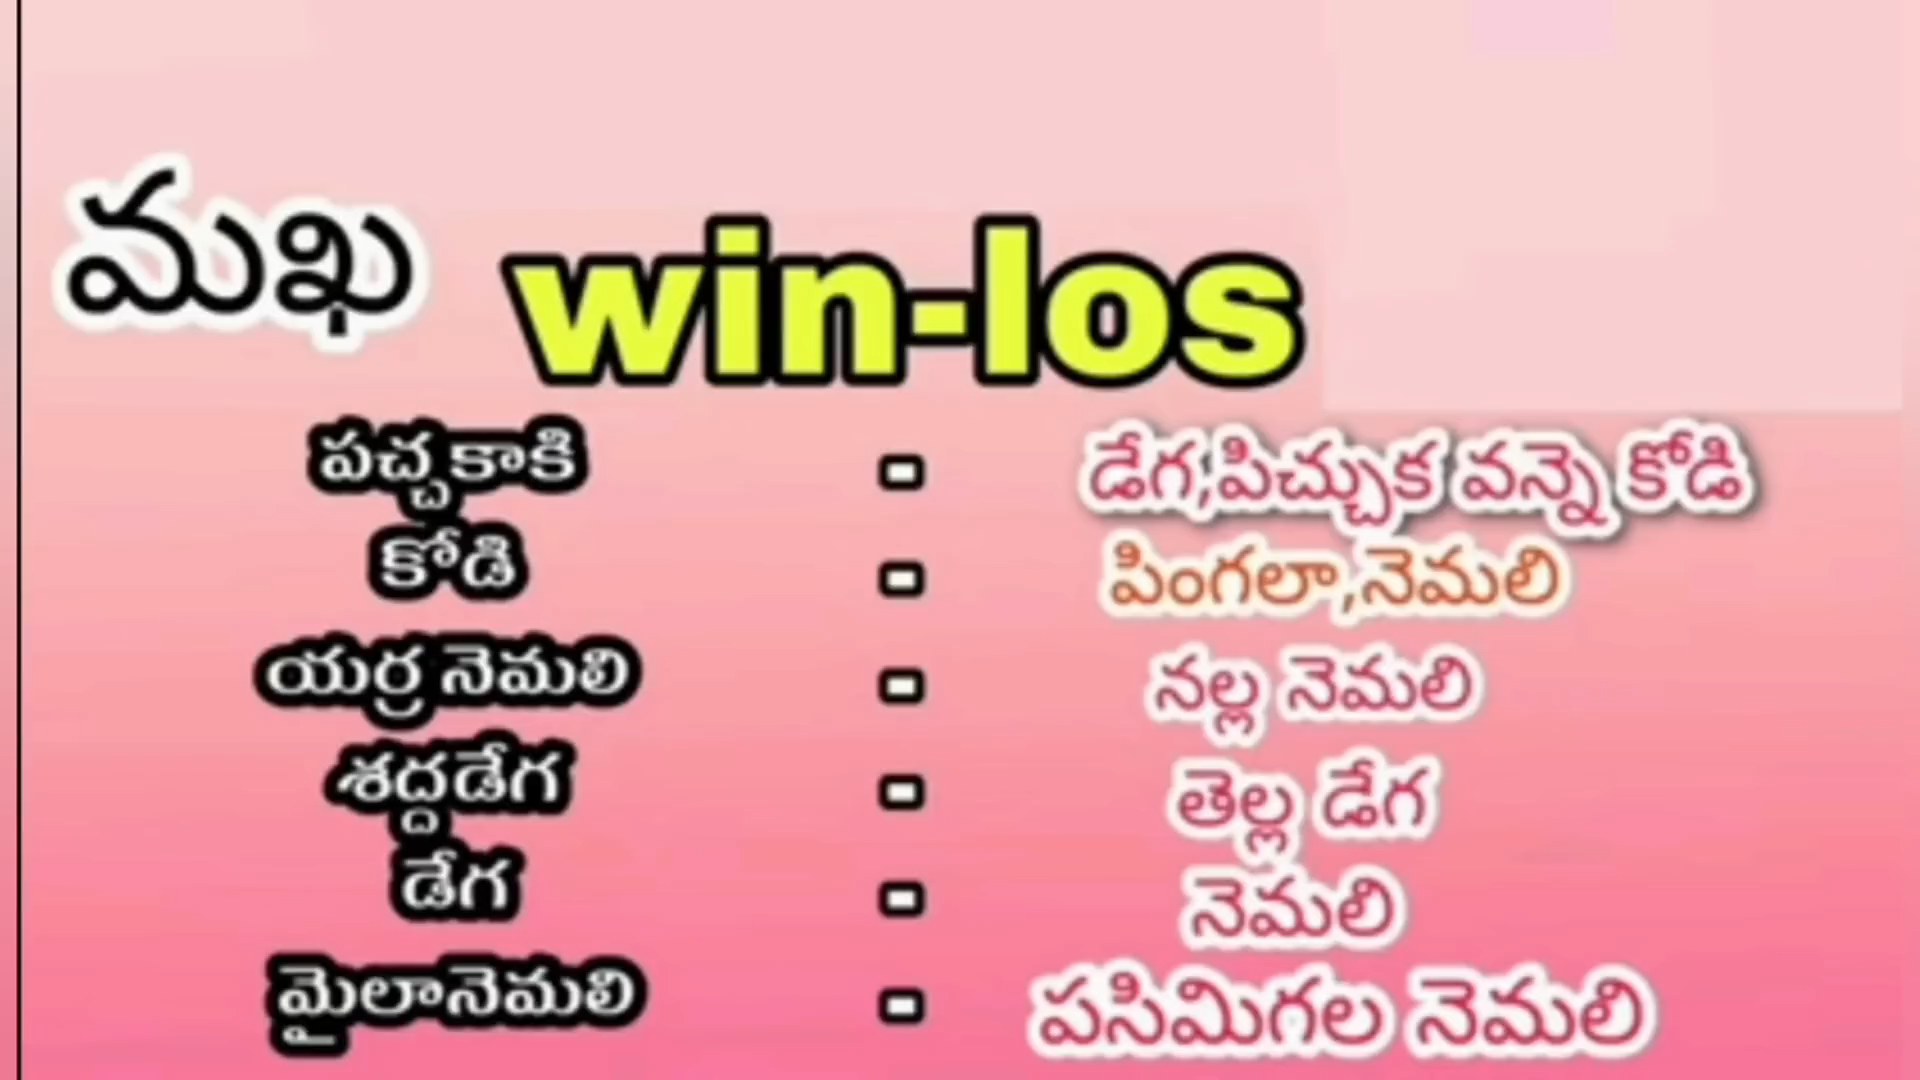 మఖ win-los
పచ్చకాకి - డేగ,పిచ్చుక వన్నె కోడి
కోడి - పింగలా,నెమలి
యర్ర నెమలి - నల్ల నెమలి
శద్దడేగ - తెల్ల డేగ
డేగ - నెమలి
మైలానెమలి - పసిమిగల నెమలి